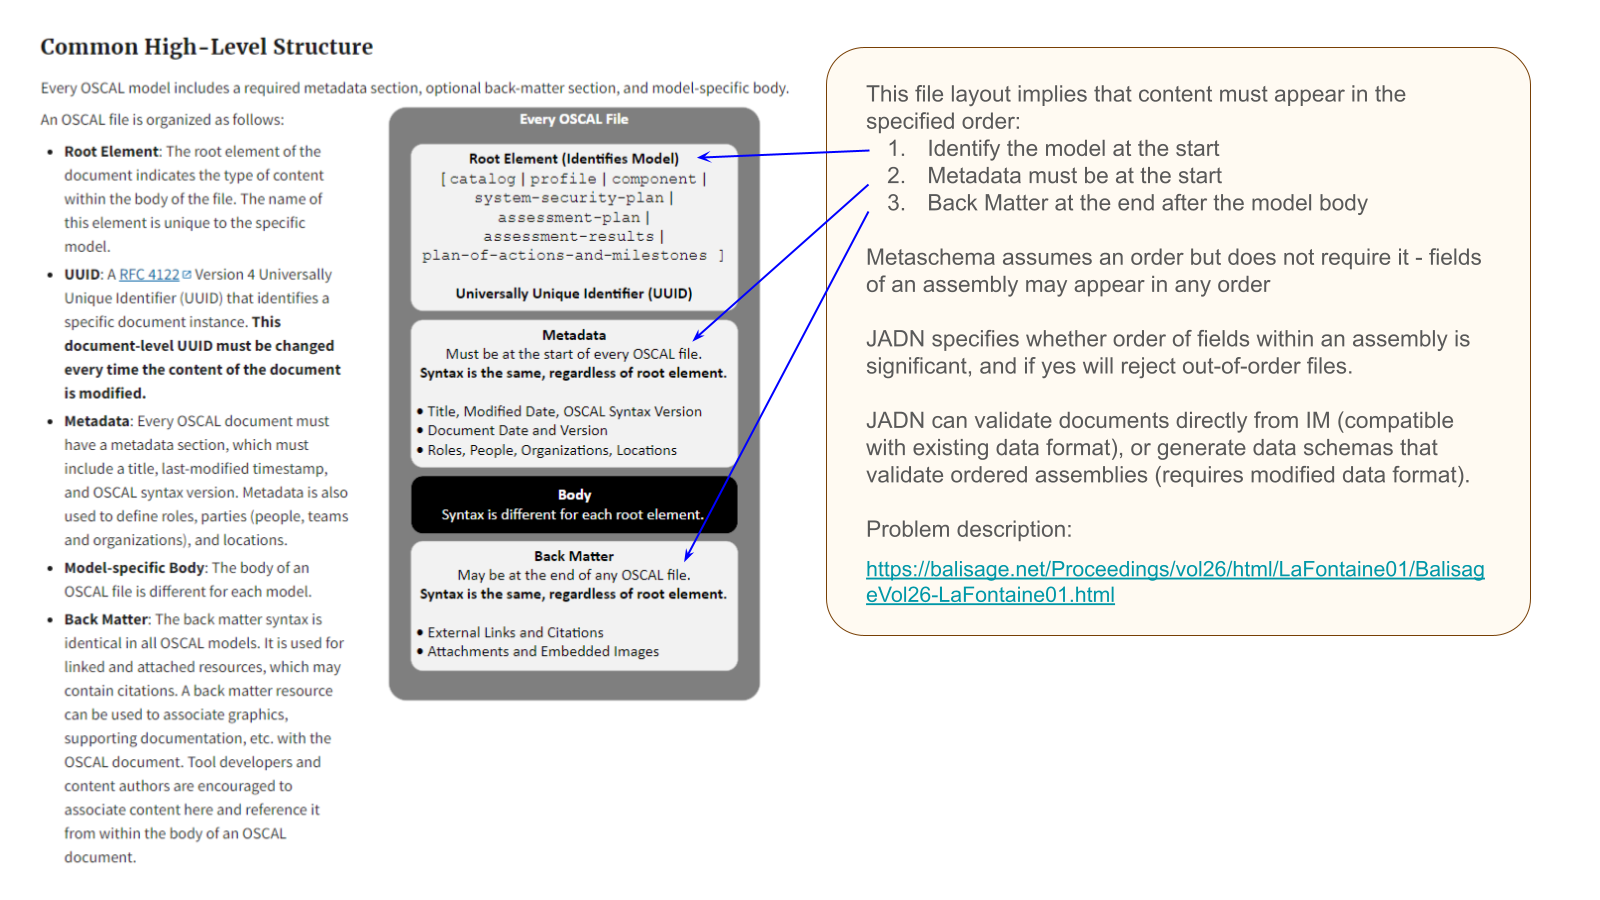 Common High-Level Structure
Every OSCAL model includes a required metadata section, optional back-matter section, and model-specific body.
An OSCAL file is organized as follows:
• Root Element: The root element of the
document indicates the type of content
within the body of the file. The name of
this element is unique to the specific
model.
• UUID: A RFC 4122 Version 4 Universally
Unique Identifier (UUID) that identifies a
specific document instance. This
document-level UUID must be changed
every time the content of the document
is modified.
• Metadata: Every OSCAL document must
have a metadata section, which must
include a title, last-modified timestamp,
and OSCAL syntax version. Metadata is also
used to define roles, parties (people, teams
and organizations), and locations.
• Model-specific Body: The body of an
OSCAL file is different for each model.
• Back Matter: The back matter syntax is
identical in all OSCAL models. It is used for
linked and attached resources, which may
contain citations. A back matter resource
can be used to associate graphics,
supporting documentation, etc. with the
OSCAL document. Tool developers and
content authors are encouraged to
associate content here and reference it
from within the body of an OSCAL
document.
Every OSCAL File
Root Element (Identifies Model)
[ catalog | profile | component |
system-security-plan |
assessment-plan |
assessment-results |
plan-of-actions-and-milestones ]
Universally Unique Identifier (UUID)
Metadata
Must be at the start of every OSCAL file.
Syntax is the same, regardless of root element.
• Title, Modified Date, OSCAL Syntax Version
• Document Date and Version
• Roles, People, Organizations, Locations
Body
Syntax is different for each root element.
Back Matter
May be at the end of any OSCAL file.
Syntax is the same, regardless of root element.
• External Links and Citations
• Attachments and Embedded Images
This file layout implies that content must appear in the
specified order:
1. Identify the model at the start
2. Metadata must be at the start
3. Back Matter at the end after the model body
Metaschema assumes an order but does not require it - fields
of an assembly may appear in any order
JADN specifies whether order of fields within an assembly is
significant, and if yes will reject out-of-order files.
JADN can validate documents directly from IM (compatible
with existing data format), or generate data schemas that
validate ordered assemblies (requires modified data format).
Problem description:
https://balisage.net/Proceedings/vol26/html/LaFontaine01/Balisag
eVol26-LaFontaine01.html